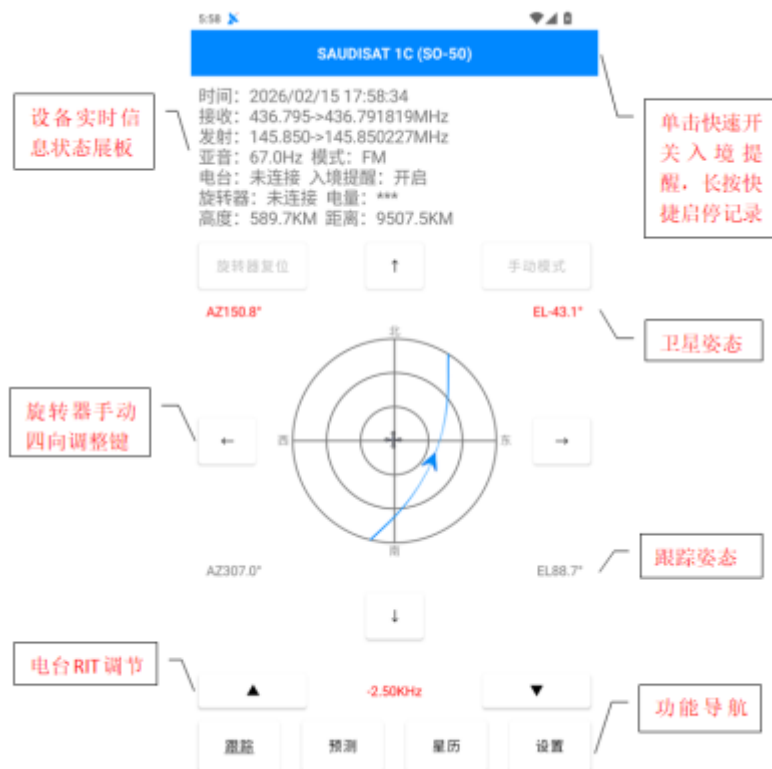 5:58
SAUDISAT 1C (SO-50)
时间：2026/02/15 17:58:34
接收：436.795->436.791819MHz
发射：145.850->145.850227MHz
亚音：67.0Hz 模式：FM
电台：未连接 入境提醒：开启
旋转器：未连接 电量：***
高度：589.7KM 距离：9507.5KM
设备实时信
息状态展板
单击快速开
关入境提
醒，长按快
捷启停记录
旋转器复位
↑
手动模式
AZ150.8°
EL-43.1°
卫星姿态
北
旋转器手动
四向调整键
←
西
东
→
南
AZ307.0°
EL88.7°
跟踪姿态
↓
电台RIT调节
▲
-2.50KHz
▼
功能导航
跟踪
预测
星历
设置